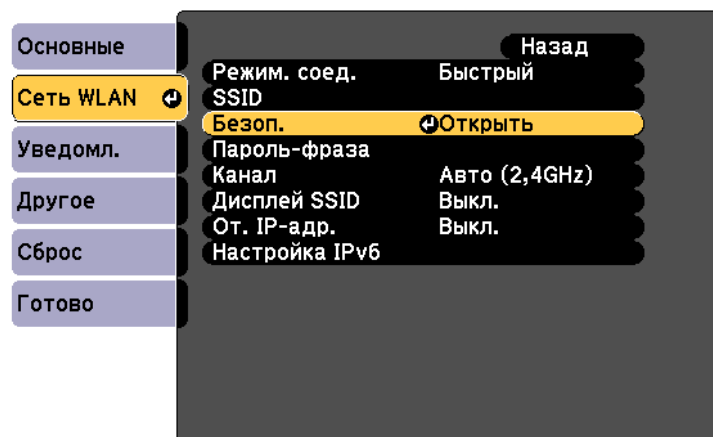 Основные
Сеть WLAN
Уведомл.
Другое
Сброс
Готово
Назад
Режим. соед. Быстрый
SSID
Безоп. Открыть
Пароль-фраза
Канал Авто (2,4GHz)
Дисплей SSID Выкл.
От. IP-адр. Выкл.
Настройка IPv6